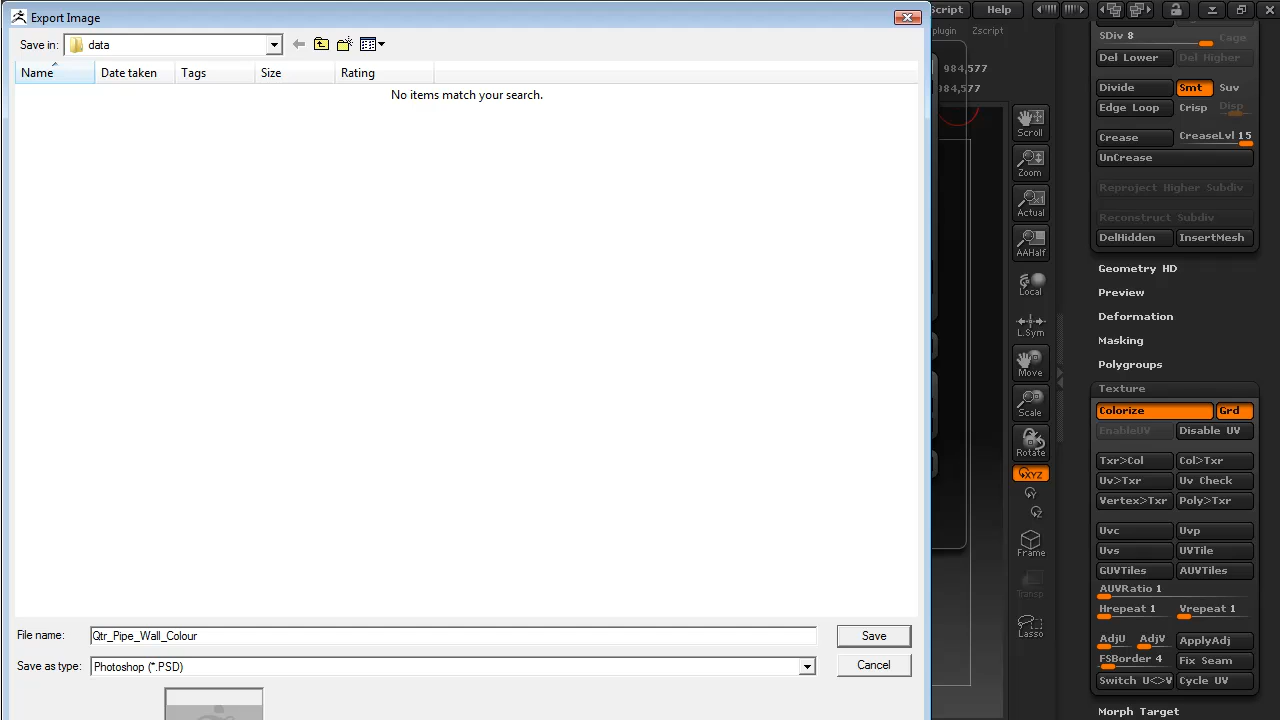 Export Image
Save in: data
Name Date taken Tags Size Rating
No items match your search.
File name: Qtr_Pipe_Wall_Colour
Save
Save as type: Photoshop (*.PSD)
Cancel
Script Help
plugin Zscript
984,577
984,577
Scroll
Zoom
Actual
AAHalf
Local
L.Sym
Move
Scale
Rotate
XYZ
Y
Z
Frame
Transp
Lasso
SDiv 8 Cage
Del Lower Del Higher
Divide Smt Suv
Edge Loop Crisp Disp
Crease CreaseLvl 15
UnCrease
Reproject Higher Subdiv
Reconstruct Subdiv
DelHidden InsertMesh
Geometry HD
Preview
Deformation
Masking
Polygroups
Texture
Colorize Grd
EnableUV Disable UV
Txr>Col Col>Txr
Uv>Txr Uv Check
Vertex>Txr Poly>Txr
Uvc Uvp
Uvs UVTile
GUVTiles AUVTiles
AUVRatio 1
Hrepeat 1 Vrepeat 1
AdjU AdjV ApplyAdj
FSBorder 4 Fix Seam
Switch U<>V Cycle UV
Morph Target